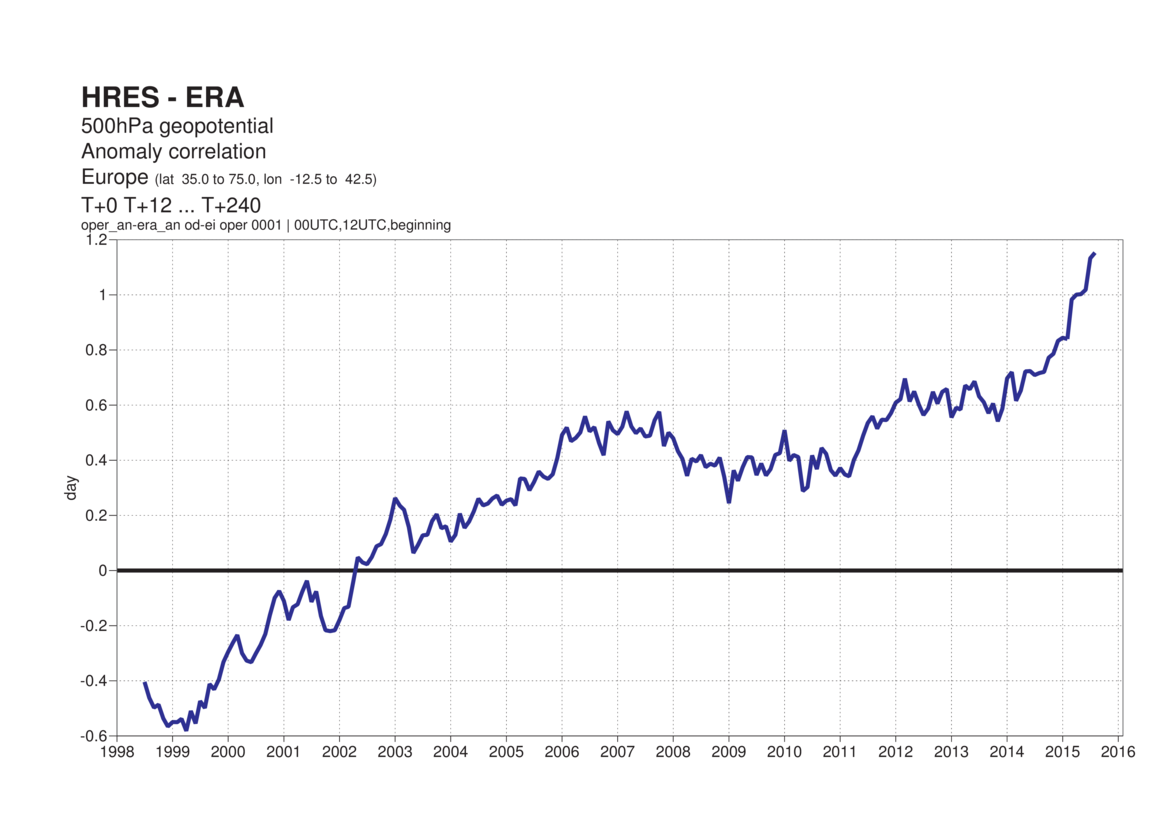 HRES - ERA
500hPa geopotential
Anomaly correlation
Europe (lat  35.0 to 75.0, lon  -12.5 to  42.5)
T+0 T+12 ... T+240
oper_an-era_an od-ei oper 0001 | 00UTC,12UTC,beginning
1.2
1
0.8
0.6
0.4
0.2
0
-0.2
-0.4
-0.6
day
1998 1999 2000 2001 2002 2003 2004 2005 2006 2007 2008 2009 2010 2011 2012 2013 2014 2015 2016